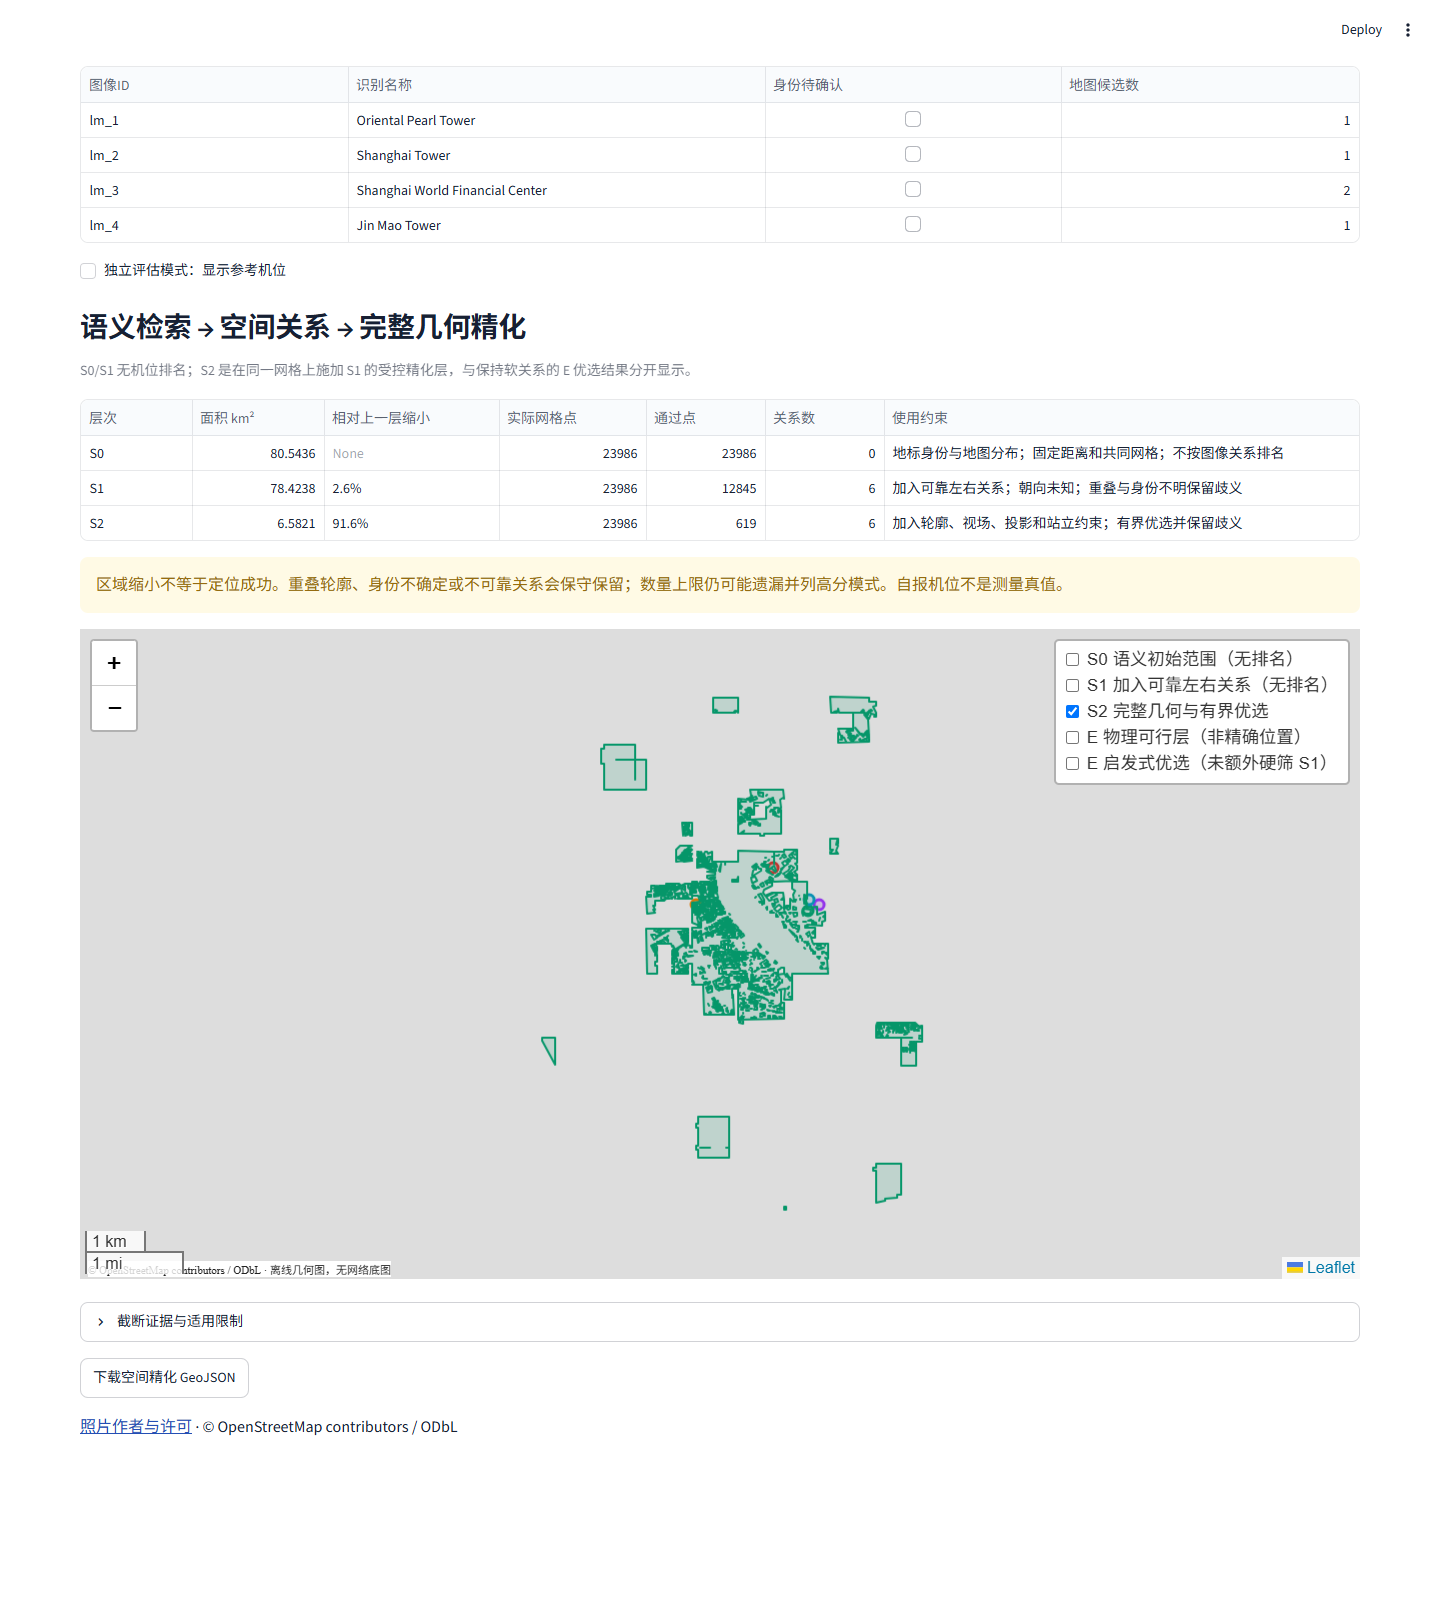 Deploy
图像ID 识别名称 身份待确认 地图候选数
lm_1 Oriental Pearl Tower 1
lm_2 Shanghai Tower 1
lm_3 Shanghai World Financial Center 2
lm_4 Jin Mao Tower 1
独立评估模式：显示参考机位
语义检索 → 空间关系 → 完整几何精化
S0/S1 无机位排名；S2 是在同一网格上施加 S1 的受控精化层，与保持软关系的 E 优选结果分开显示。
层次 面积 km² 相对上一层缩小 实际网格点 通过点 关系数 使用约束
S0 80.5436 None 23986 23986 0 地标身份与地图分布；固定距离和共同网格；不按图像关系排名
S1 78.4238 2.6% 23986 12845 6 加入可靠左右关系；朝向未知；重叠与身份不明保留歧义
S2 6.5821 91.6% 23986 619 6 加入轮廓、视场、投影和站立约束；有界优选并保留歧义
区域缩小不等于定位成功。重叠轮廓、身份不确定或不可靠关系会保守保留；数量上限仍可能遗漏并列高分模式。自报机位不是测量真值。
+
−
S0 语义初始范围（无排名）
S1 加入可靠左右关系（无排名）
S2 完整几何与有界优选
E 物理可行层（非精确位置）
E 启发式优选（未额外硬筛 S1）
1 km
1 mi
© OpenStreetMap contributors / ODbL · 离线几何图，无网络底图
Leaflet
截断证据与适用限制
下载空间精化 GeoJSON
照片作者与许可 · © OpenStreetMap contributors / ODbL